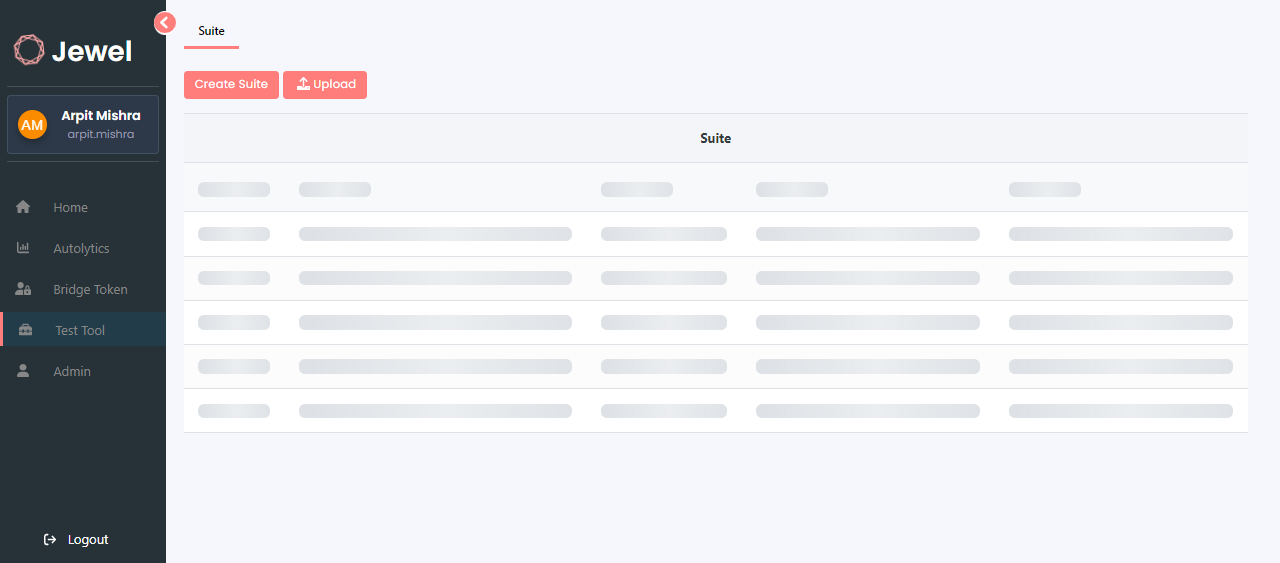 Jewel
AM
Arpit Mishra
arpit.mishra
Home
Autolytics
Bridge Token
Test Tool
Admin
Logout
Suite
Create Suite
Upload
Suite